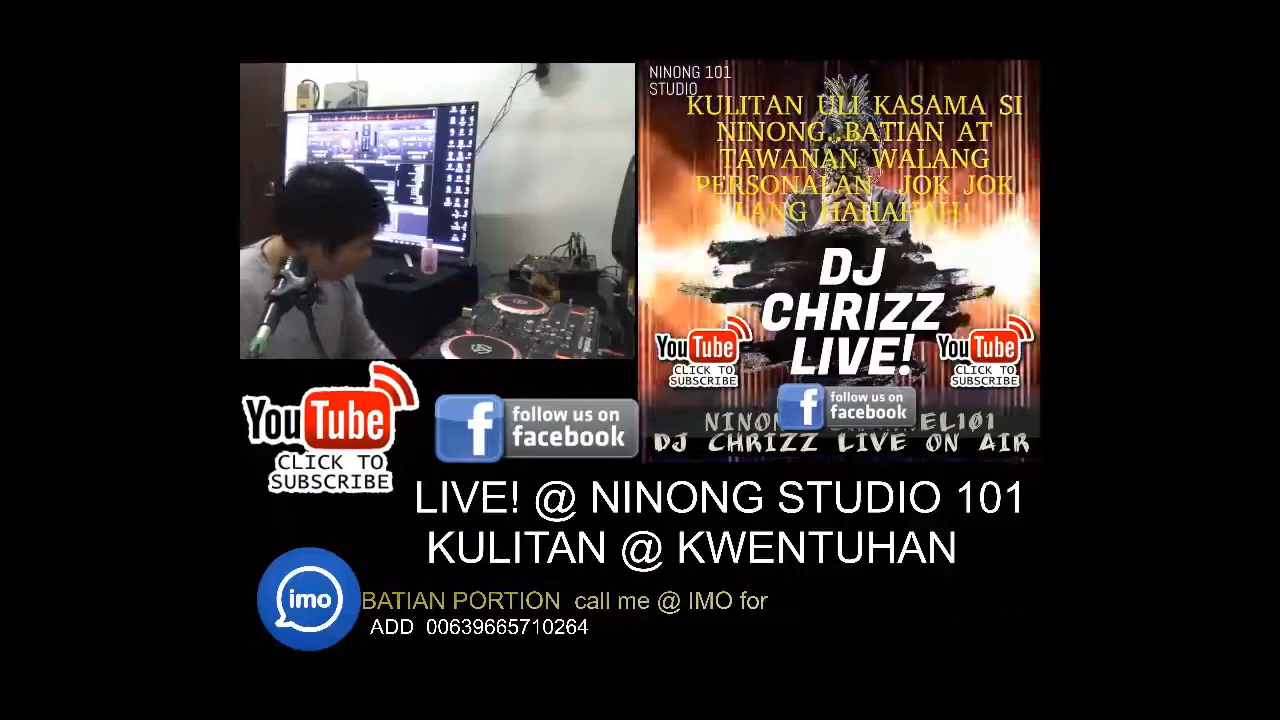 NINONG 101
STUDIO
KULITAN ULI KASAMA SI
NINONG..BATIAN AT
TAWANAN WALANG
PERSONALAN JOK JOK
LANG HAHAHAH!
DJ
CHRIZZ
LIVE!
YouTube
CLICK TO
SUBSCRIBE
YouTube
CLICK TO
SUBSCRIBE
f follow us on
facebook
DJ CHRIZZ LIVE ON AIR
YouTube
CLICK TO
SUBSCRIBE
f follow us on
facebook
LIVE! @ NINONG STUDIO 101
KULITAN @ KWENTUHAN
imo
BATIAN PORTION call me @ IMO for
ADD 00639665710264